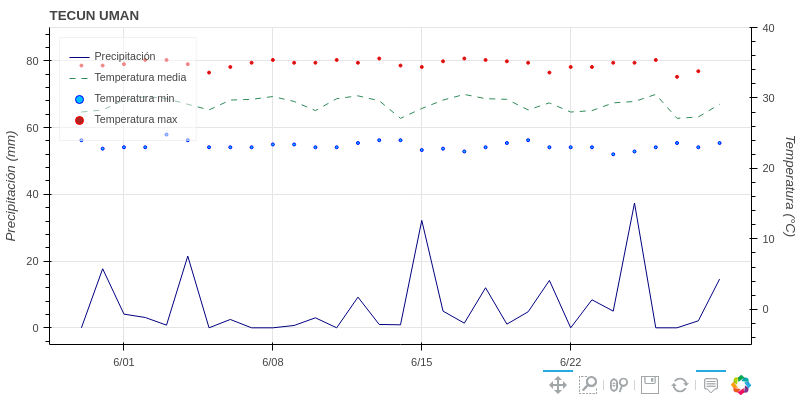 TECUN UMAN
Precipitación
Temperatura media
Temperatura min
Temperatura max
Precipitación (mm)
80
60
40
20
0
Temperatura (°C)
40
30
20
10
0
6/01
6/08
6/15
6/22